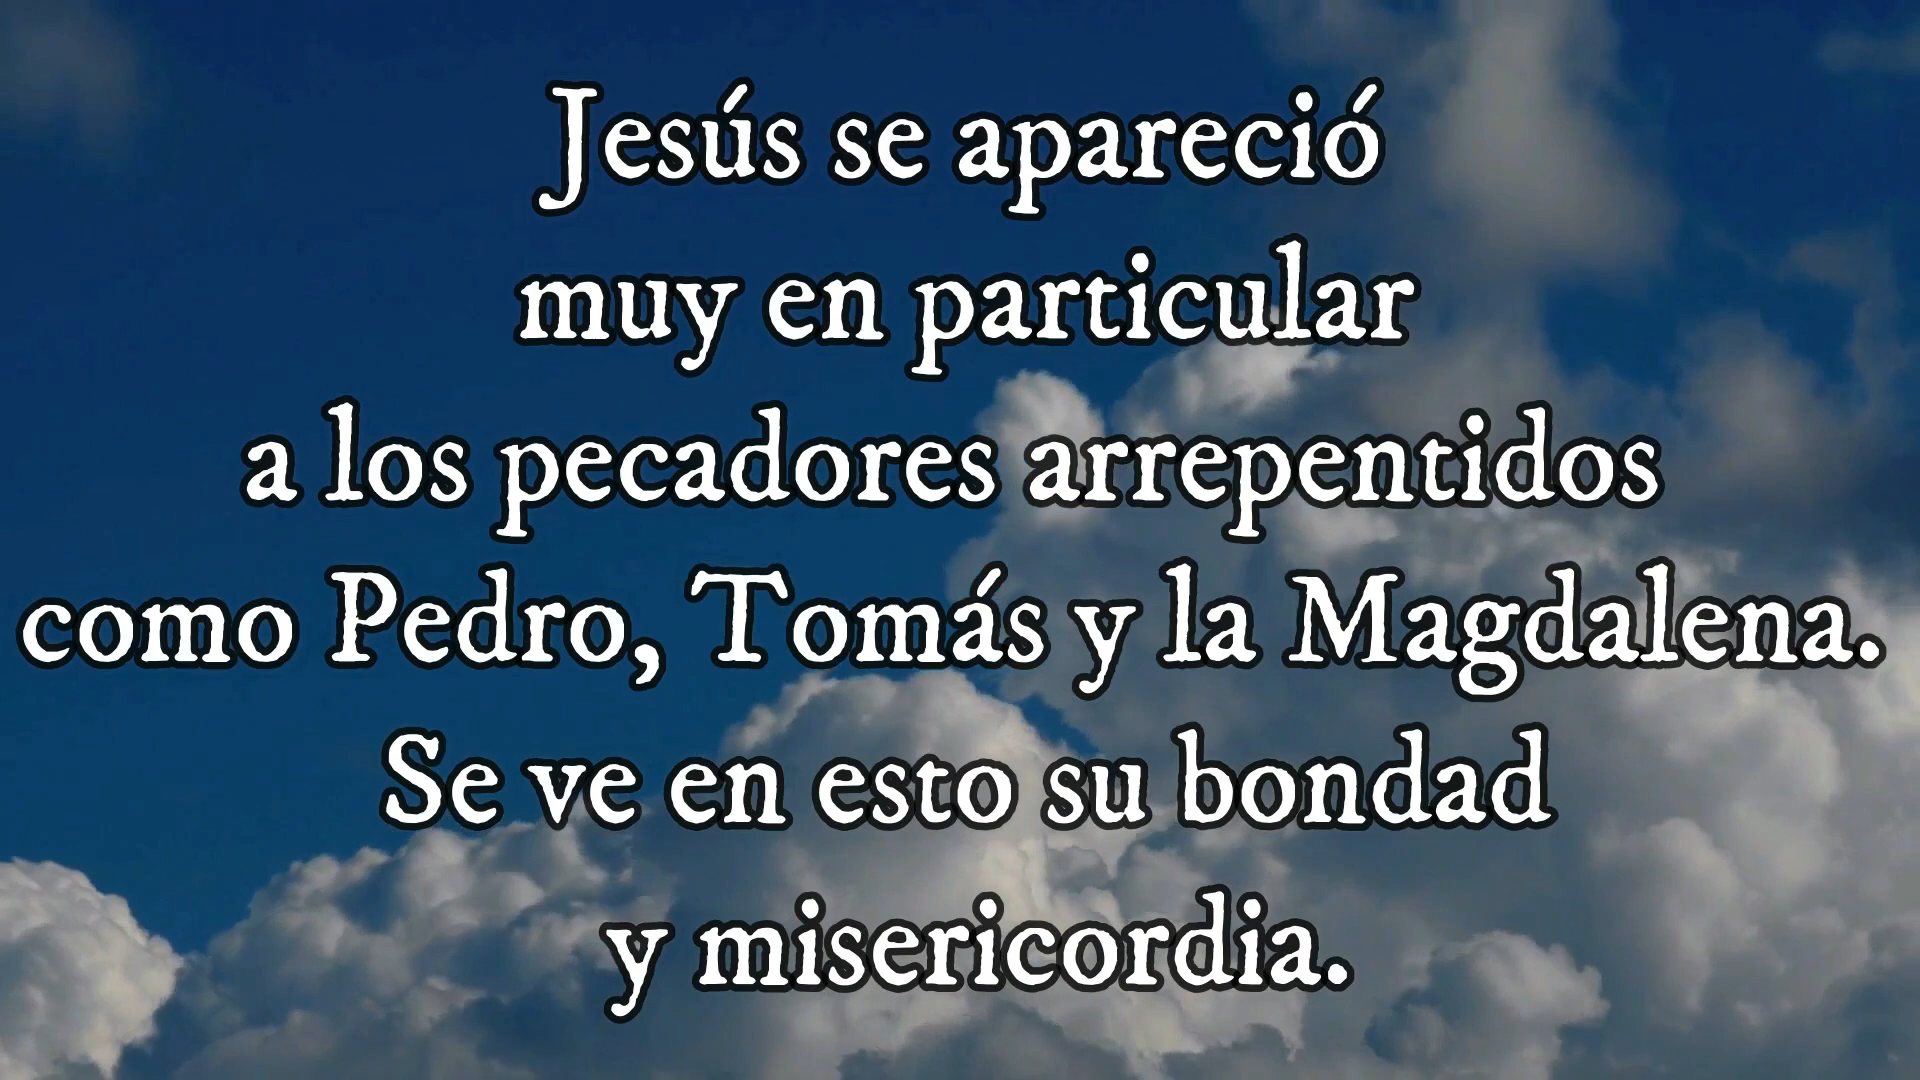 Jesús se apareció
muy en particular
a los pecadores arrepentidos
como Pedro, Tomás y la Magdalena.
Se ve en esto su bondad
y misericordia.